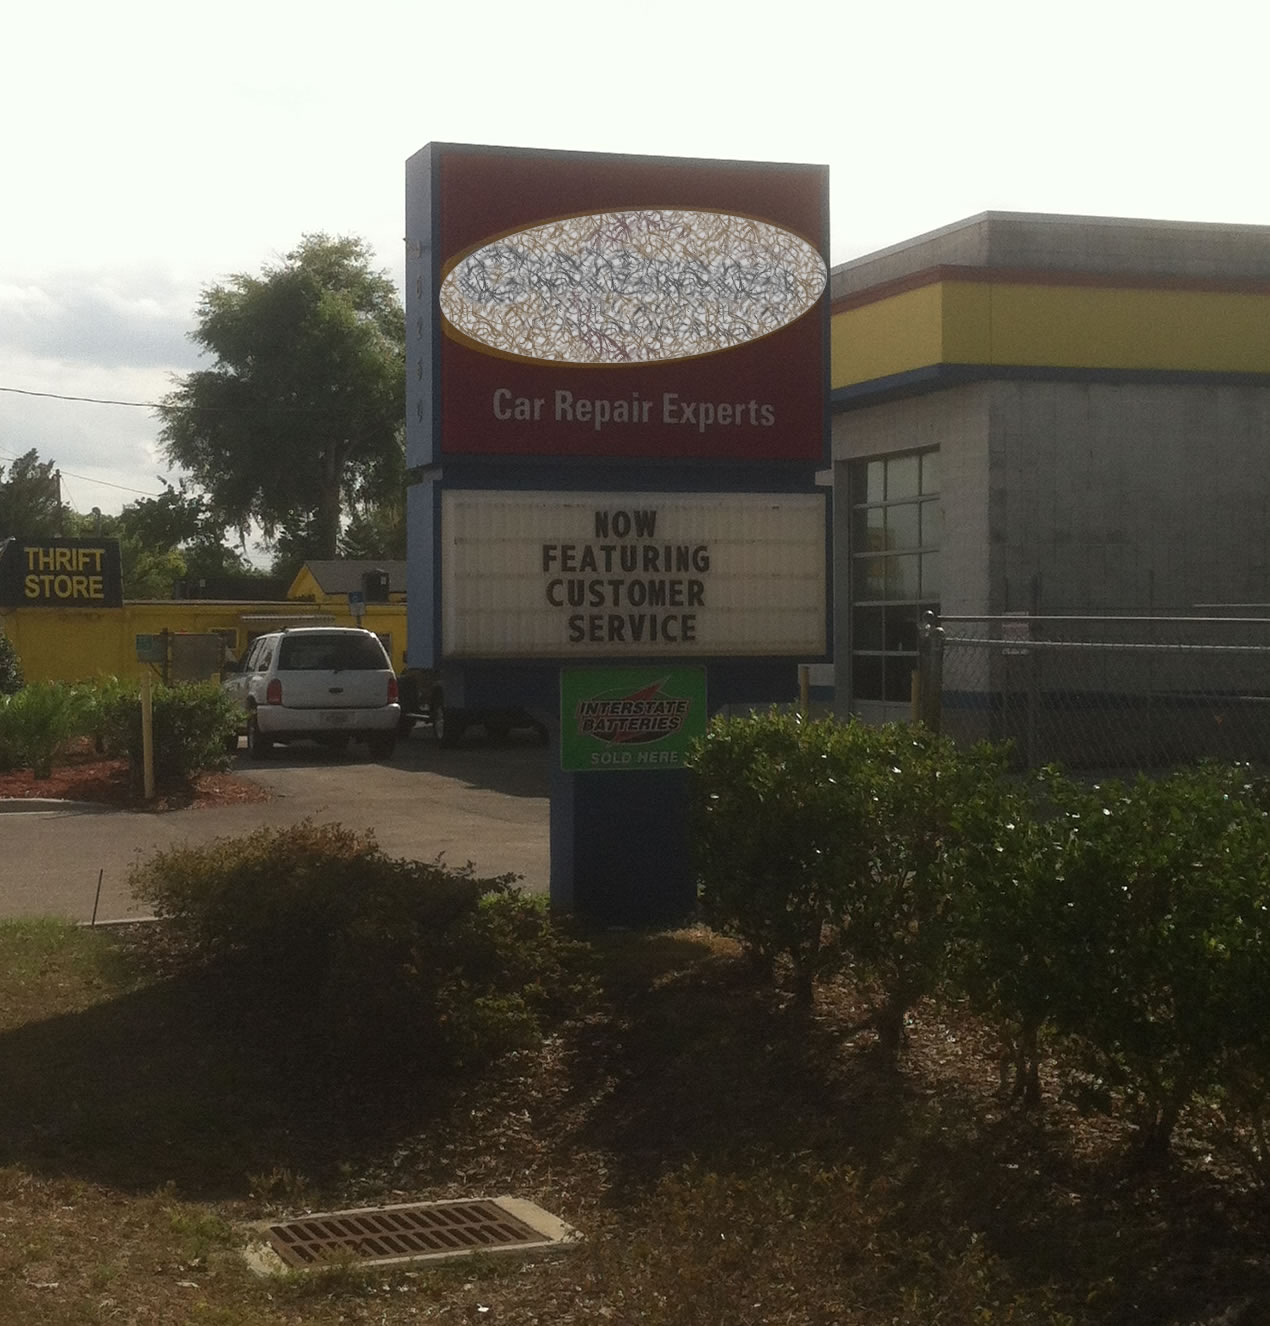 Car Repair Experts
NOW
FEATURING
CUSTOMER
SERVICE
THRIFT
STORE
INTERSTATE
BATTERIES
SOLD HERE